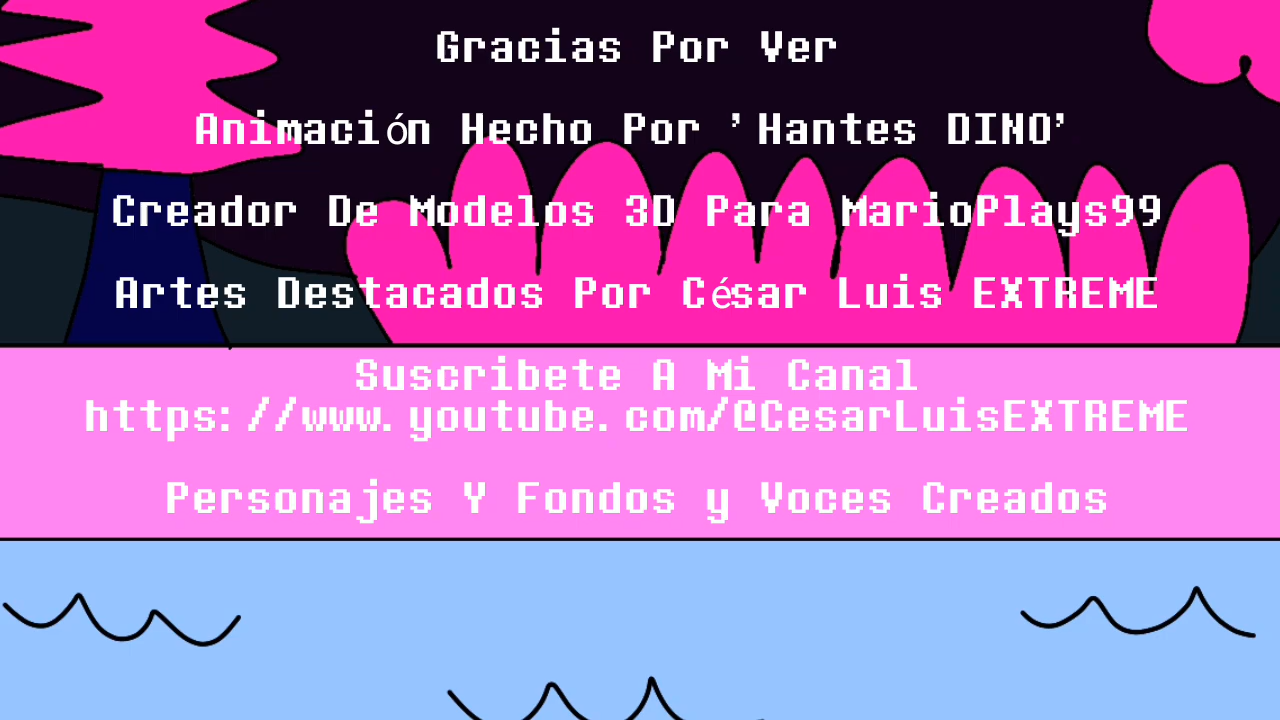 Gracias Por Ver
Animación Hecho Por 'Hantes DINO'
Creador De Modelos 3D Para MarioPlays99
Artes Destacados Por César Luis EXTREME
Suscribete A Mi Canal
https://www.youtube.com/@CesarLuisEXTREME
Personajes Y Fondos y Voces Creados